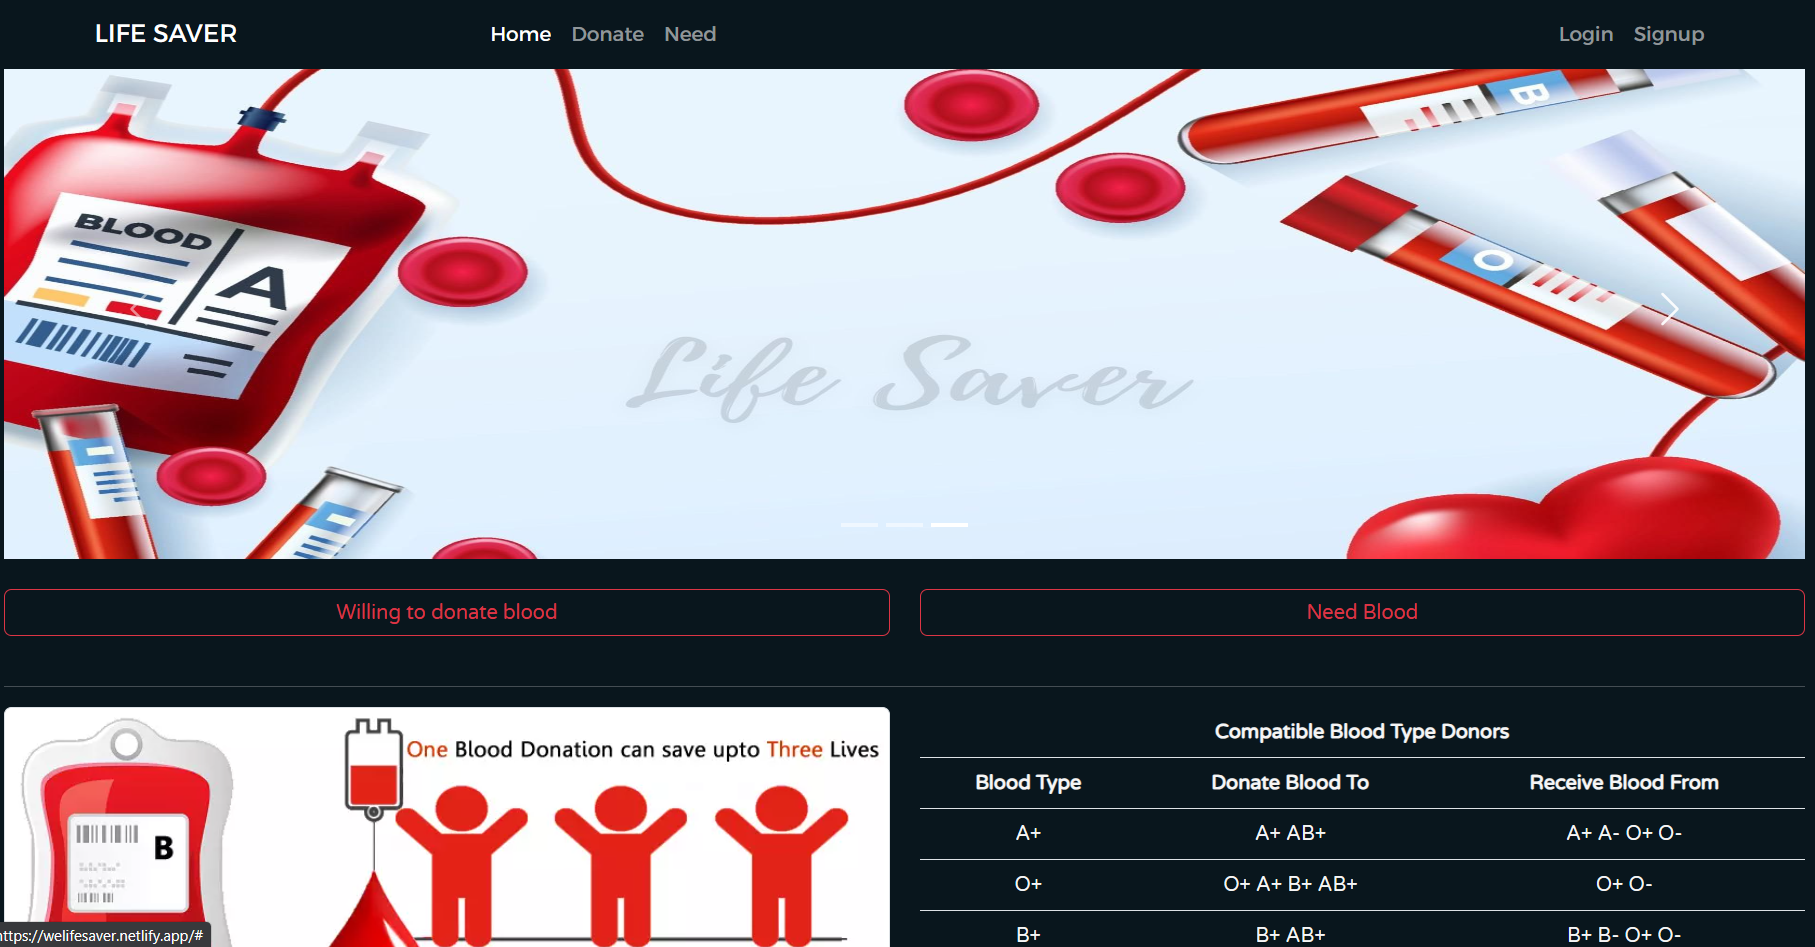 LIFE SAVER
Home Donate Need
Login Signup
BLOOD
A
B
O
Life Saver
Willing to donate blood
Need Blood
One Blood Donation can save upto Three Lives
B
Compatible Blood Type Donors
Blood Type Donate Blood To Receive Blood From
A+ A+ AB+ A+ A- O+ O-
O+ O+ A+ B+ AB+ O+ O-
B+ B+ AB+ B+ B- O+ O-
https://welifesaver.netlify.app/#